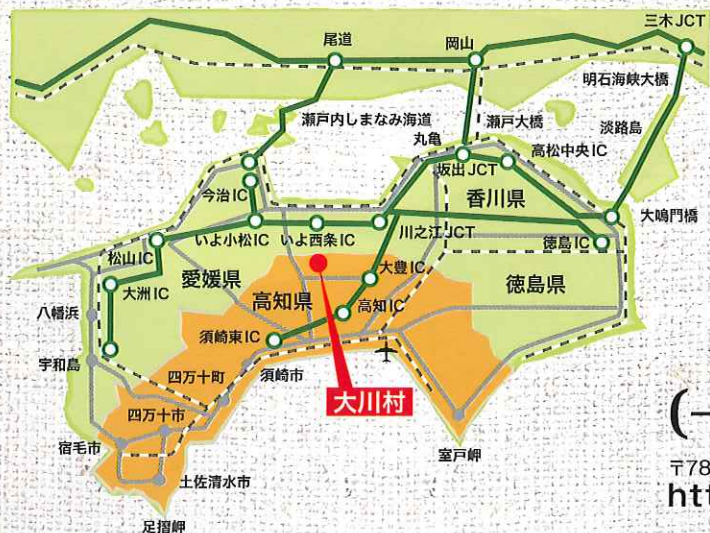 三木JCT
尾道
岡山
明石海峡大橋
瀬戸内しまなみ海道
瀬戸大橋
淡路島
丸亀
高松中央IC
坂出JCT
今治IC
香川県
大鳴門橋
松山IC
いよ小松IC
いよ西条IC
川之江JCT
徳島IC
大洲IC
愛媛県
大豊IC
高知県
徳島県
八幡浜
高知IC
須崎東IC
宇和島
四万十町
須崎市
大川村
四万十市
宿毛市
室戸岬
土佐清水市
足摺岬
(一
〒78
htt